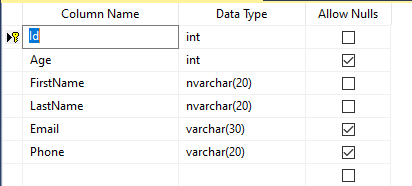 Column Name Data Type Allow Nulls
Id int
Age int
FirstName nvarchar(20)
LastName nvarchar(20)
Email varchar(30)
Phone varchar(20)